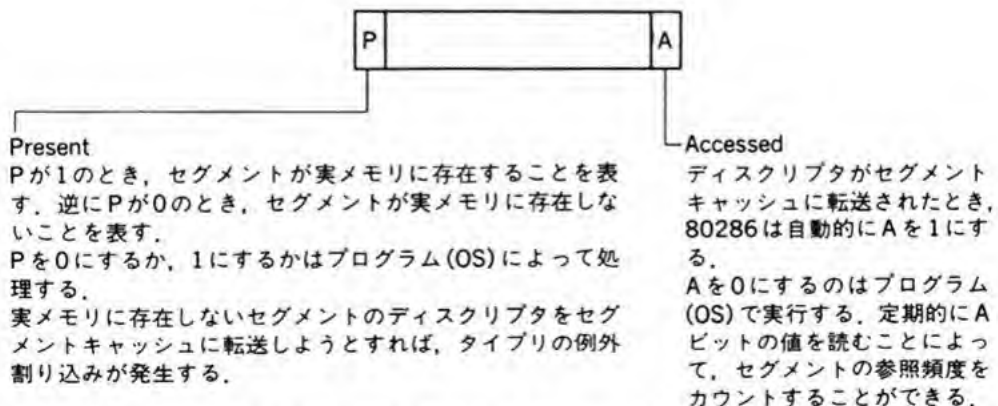 P
A
Present
Pが1のとき，セグメントが実メモリに存在することを表
す．逆にPが0のとき，セグメントが実メモリに存在しな
いことを表す．
Pを0にするか，1にするかはプログラム(OS)によって処
理する．
実メモリに存在しないセグメントのディスクリプタをセグ
メントキャッシュに転送しようとすれば，タイプリの例外
割り込みが発生する．
Accessed
ディスクリプタがセグメント
キャッシュに転送されたとき，
80286は自動的にAを1にす
る．
Aを0にするのはプログラム
(OS)で実行する．定期的にA
ビットの値を読むことによっ
て，セグメントの参照頻度を
カウントすることができる．